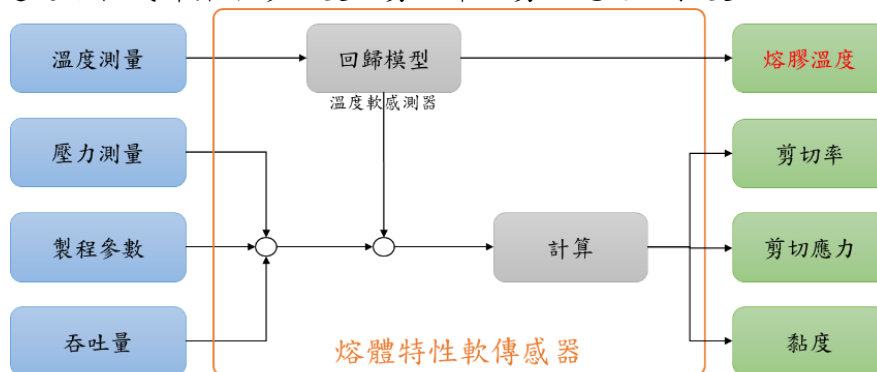 溫度測量
回歸模型
熔膠溫度
溫度軟感測器
壓力測量
剪切率
製程參數
計算
剪切應力
吞吐量
熔體特性軟傳感器
黏度